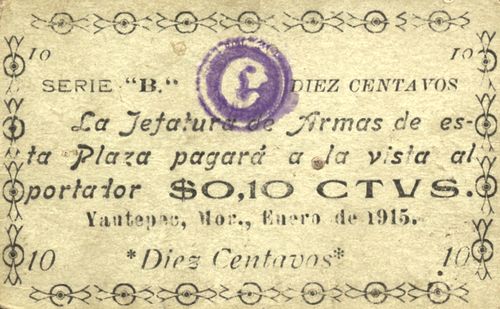 10 10
SERIE "B." DIEZ CENTAVOS
La Jefatura de Armas de es-
ta Plaza pagará a la vista al
portador $0,10 CTVS.
Yautepec, Mor., Enero de 1915.
10 *Diez Centavos* 10